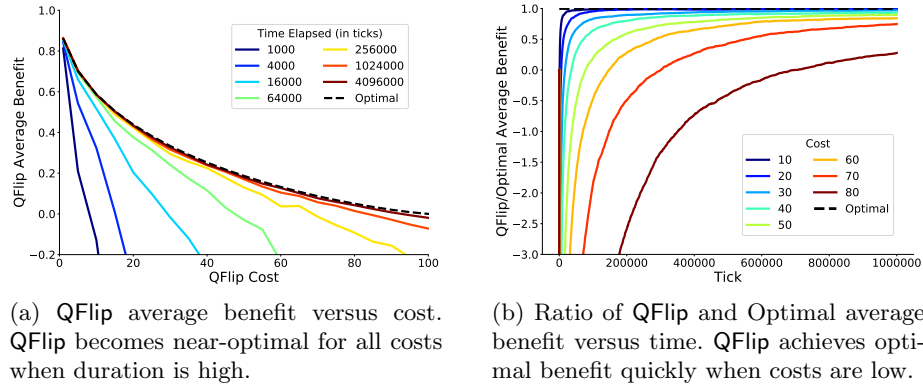 1.0
0.8
0.6
0.4
0.2
0.0
−0.2
0 20 40 60 80 100
QFlip Average Benefit
QFlip Cost
Time Elapsed (in ticks)
1000 256000
4000 1024000
16000 4096000
64000 Optimal
1.0
0.5
0.0
−0.5
−1.0
−1.5
−2.0
−2.5
−3.0
0 200000 400000 600000 800000 1000000
QFlip/Optimal Average Benefit
Tick
Cost
10 60
20 70
30 80
40 Optimal
50
(a) QFlip average benefit versus cost.
QFlip becomes near-optimal for all costs
when duration is high.
(b) Ratio of QFlip and Optimal average
benefit versus time. QFlip achieves opti-
mal benefit quickly when costs are low.